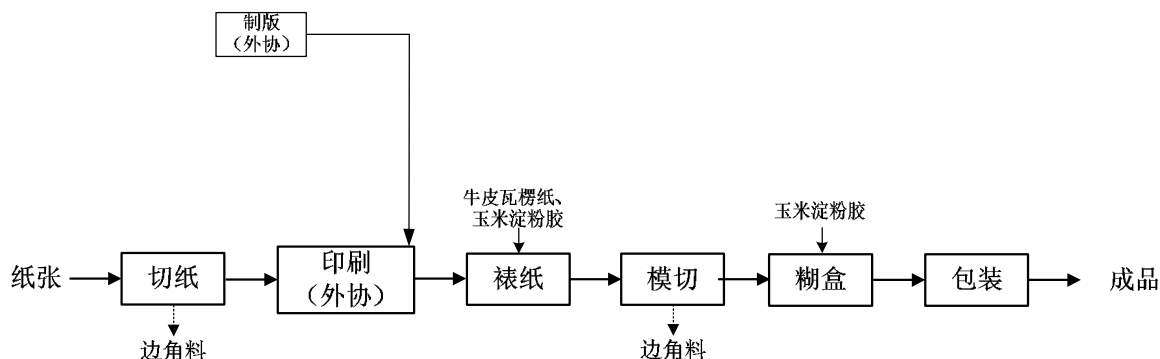 制版
（外协）
牛皮瓦楞纸、
玉米淀粉胶
玉米淀粉胶
纸张
切纸
印刷
（外协）
裱纸
模切
糊盒
包装
成品
边角料
边角料